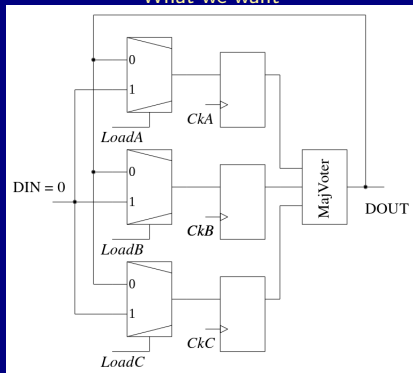 What we want
0
1
LoadA
CkA
0
1
LoadB
CkB
DIN = 0
MajVoter
DOUT
0
1
LoadC
CkC